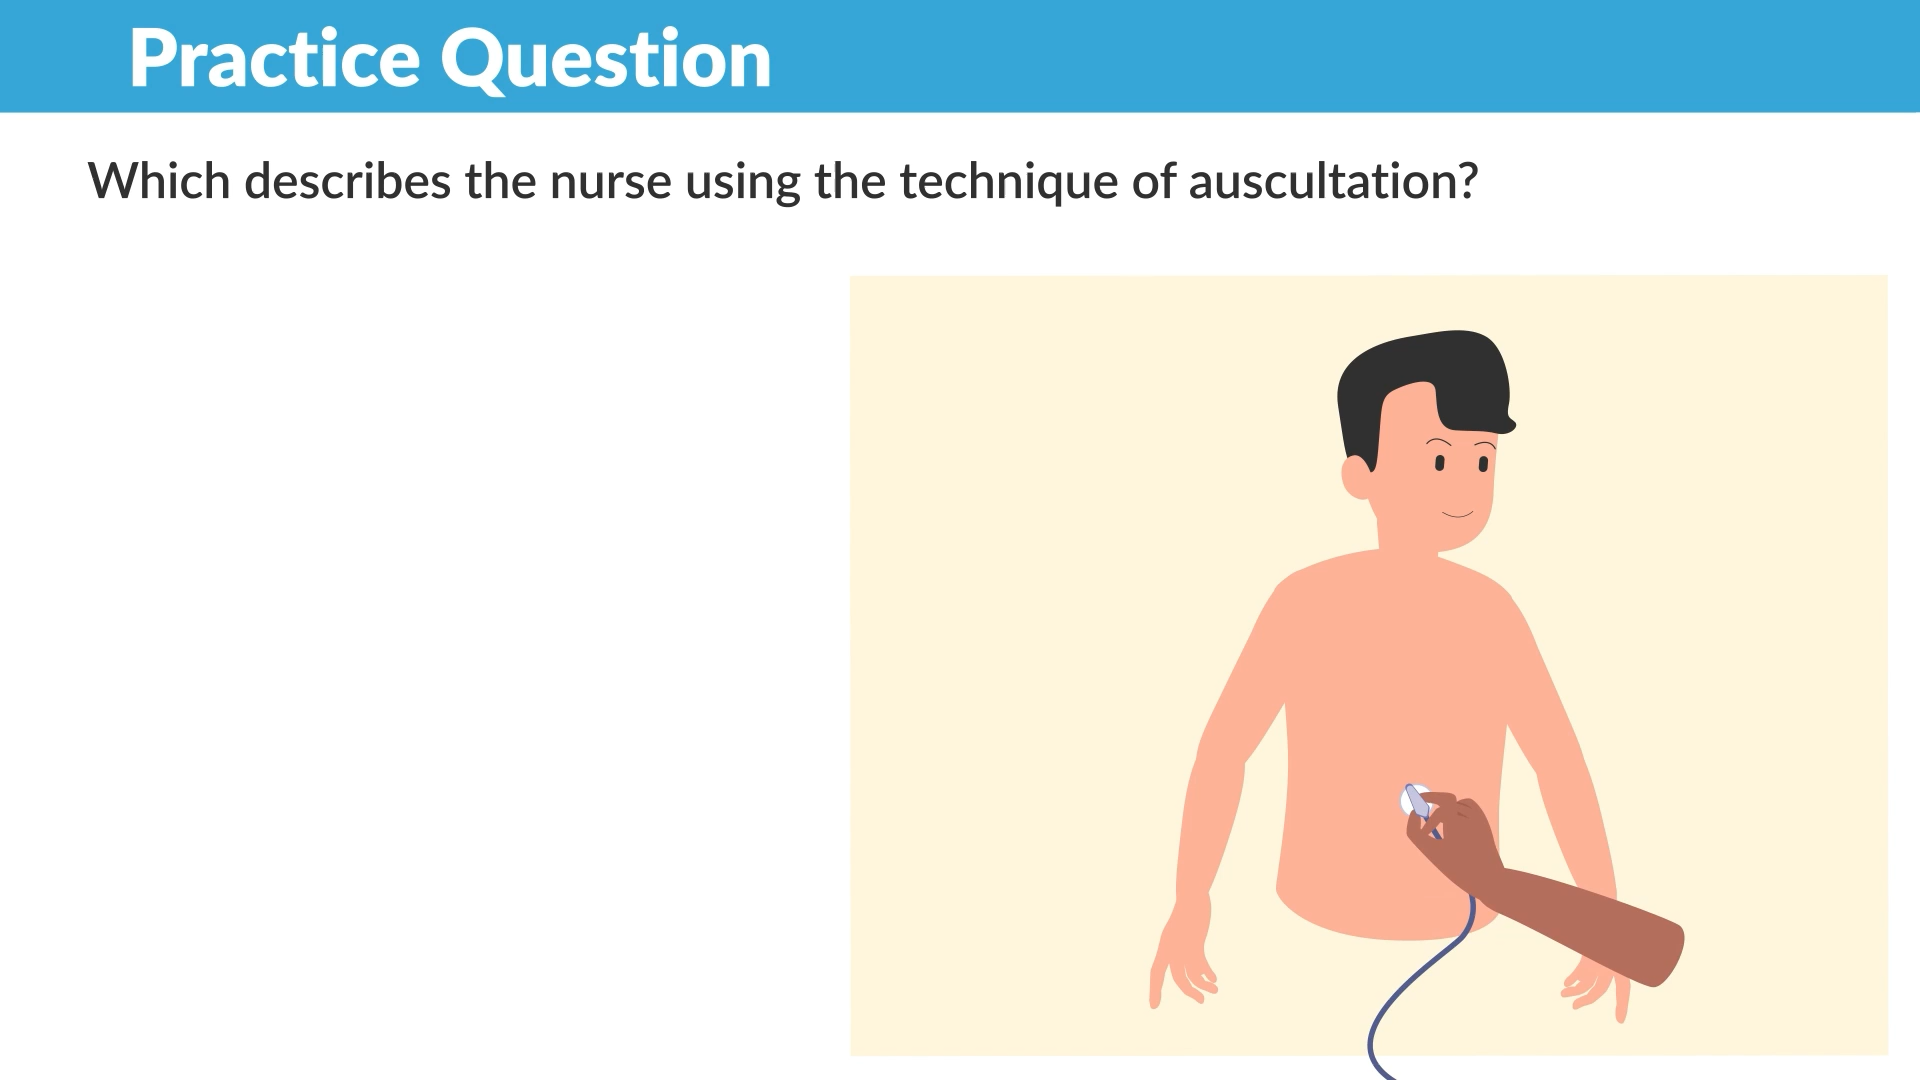 Practice Question
Which describes the nurse using the technique of auscultation?